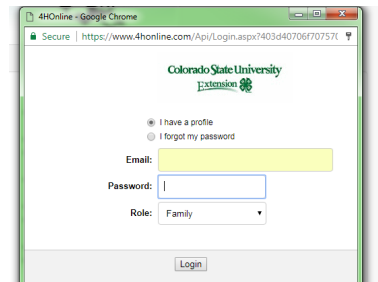 4HOnline - Google Chrome
Secure | https://www.4honline.com/Api/Login.aspx?403d40706f70757(
Colorado State University
Extension
I have a profile
I forgot my password
Email:
Password:
Role: Family
Login